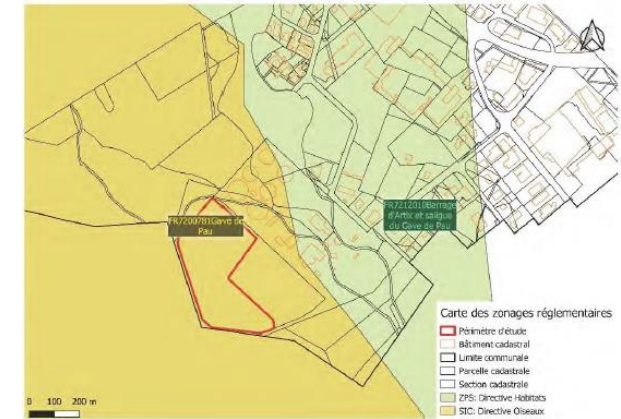 FR7200781Gave de
Pau
FR7212010Barrage
d'Artix et saligue
du Gave de Pau
Carte des zonages réglementaires
Périmètre d'étude
Bâtiment cadastral
Limite communale
Parcelle cadastrale
Section cadastrale
ZPS: Directive Habitats
SIC: Directive Oiseaux
0 100 200 m